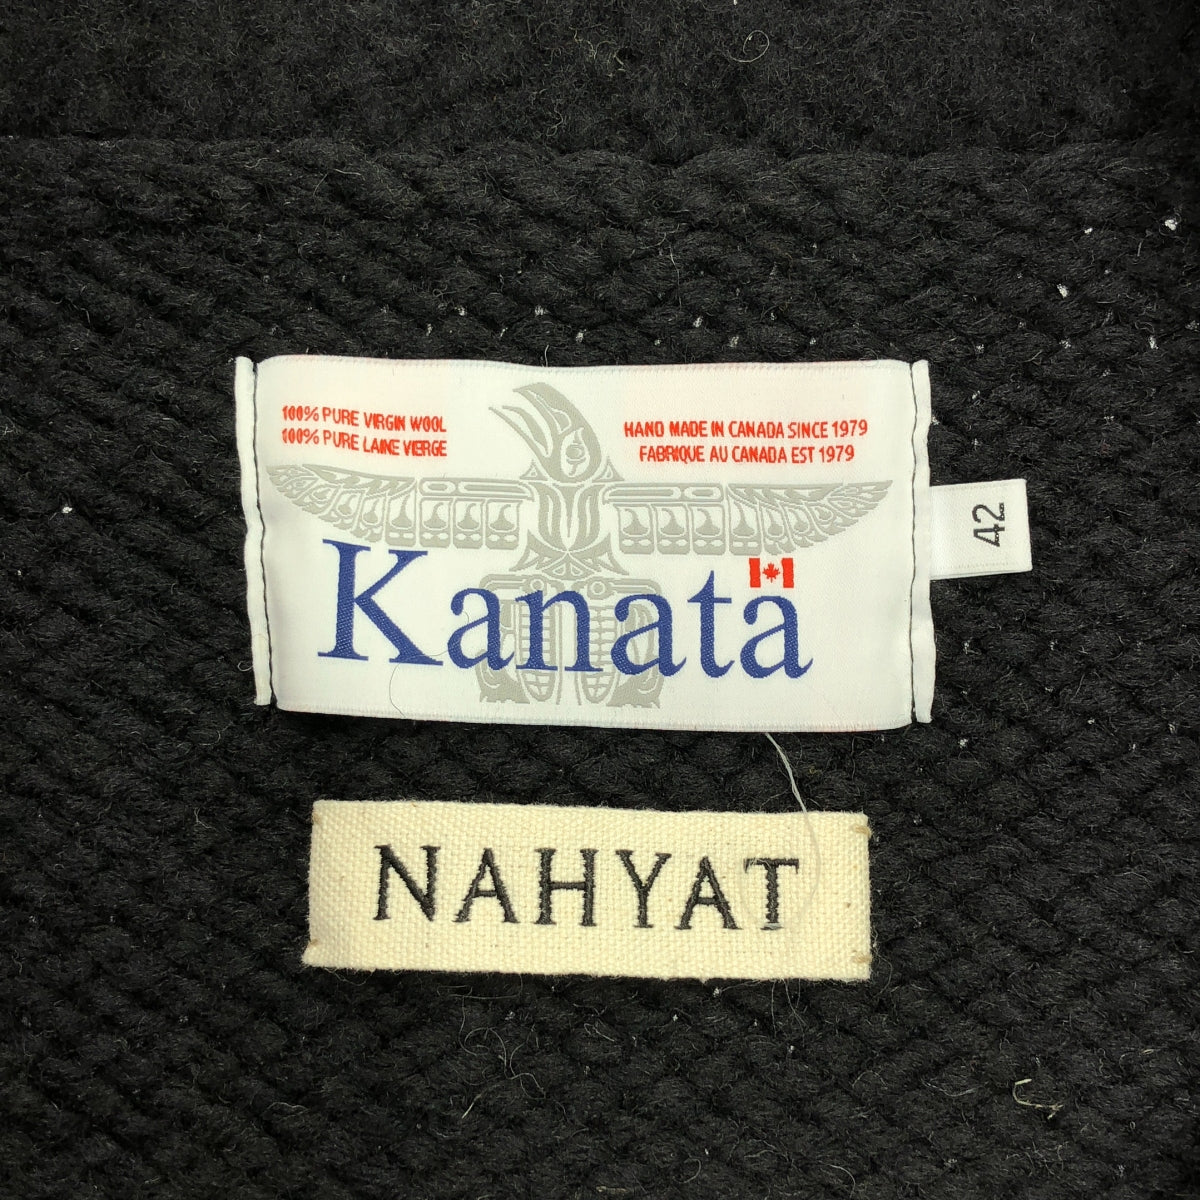 100% PURE VIRGIN WOOL
100% PURE LAINE VIERGE
HAND MADE IN CANADA SINCE 1979
FABRIQUE AU CANADA EST 1979
Kanata
42
NAHYAT